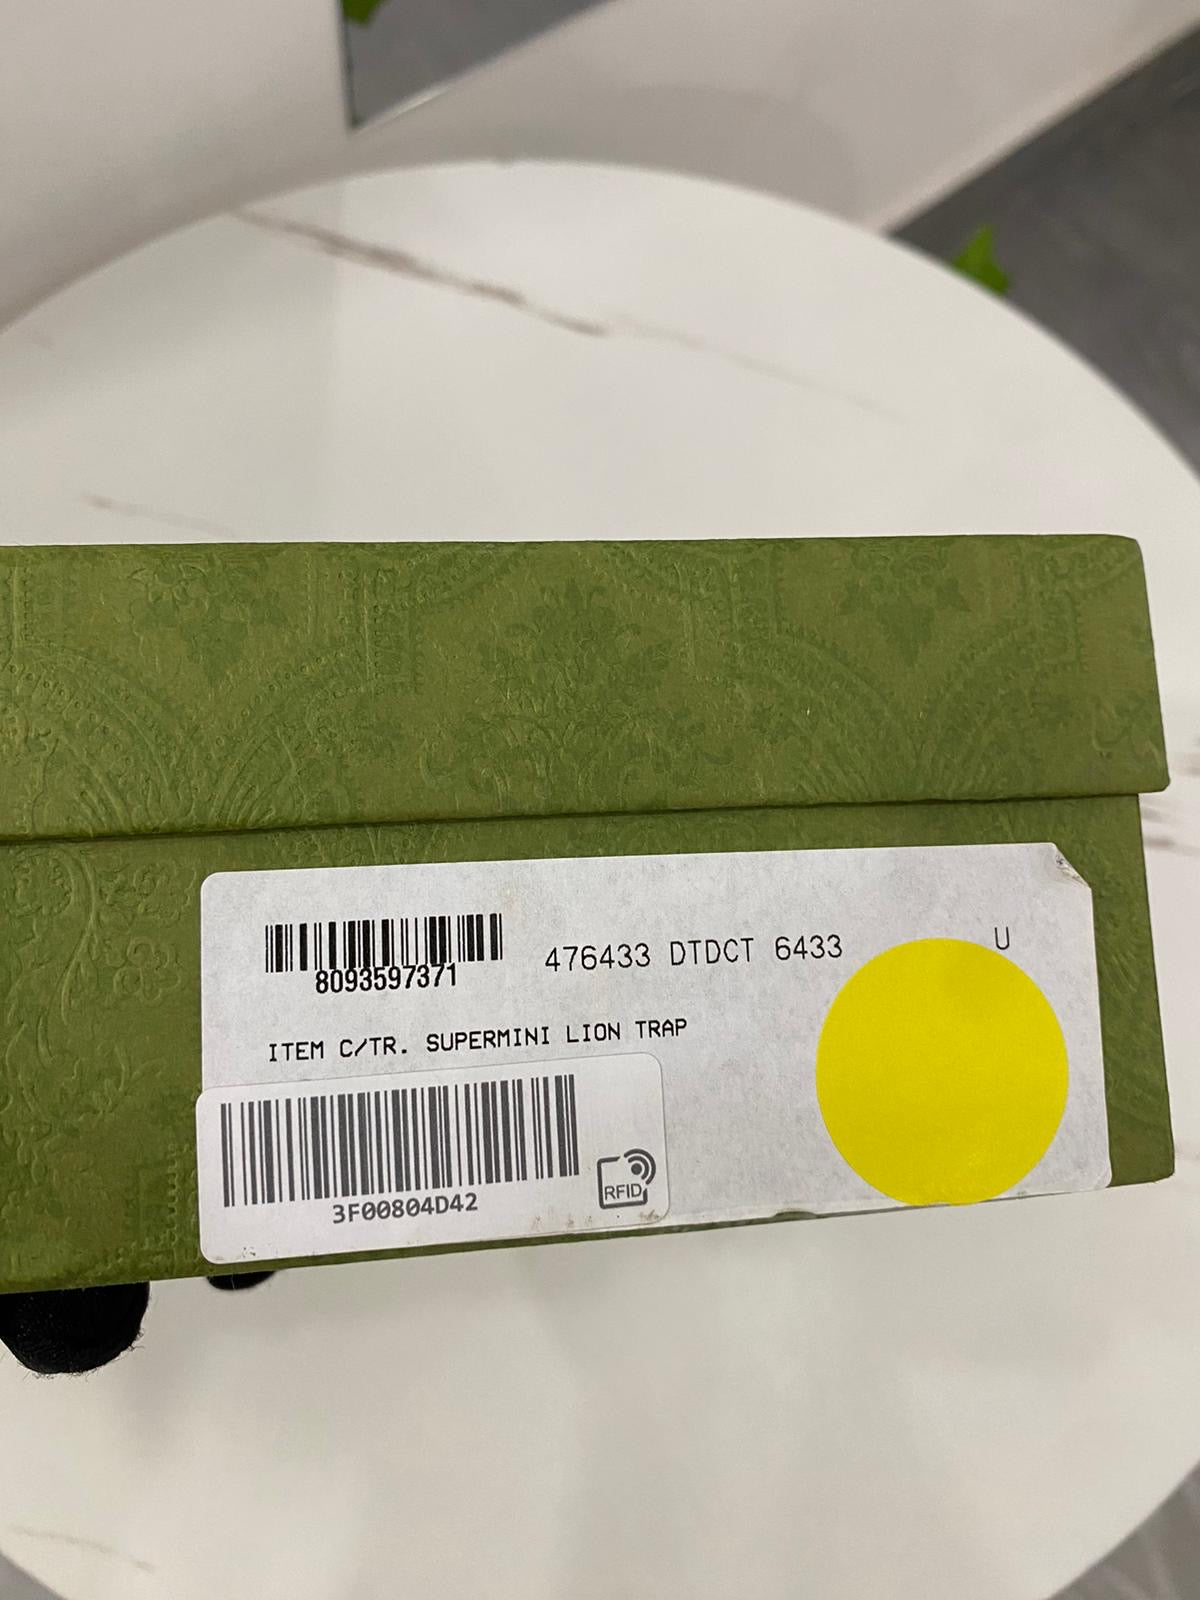 8093597371
476433 DTDCT 6433
U
ITEM C/TR. SUPERMINI LION TRAP
3F00804D42
RFID